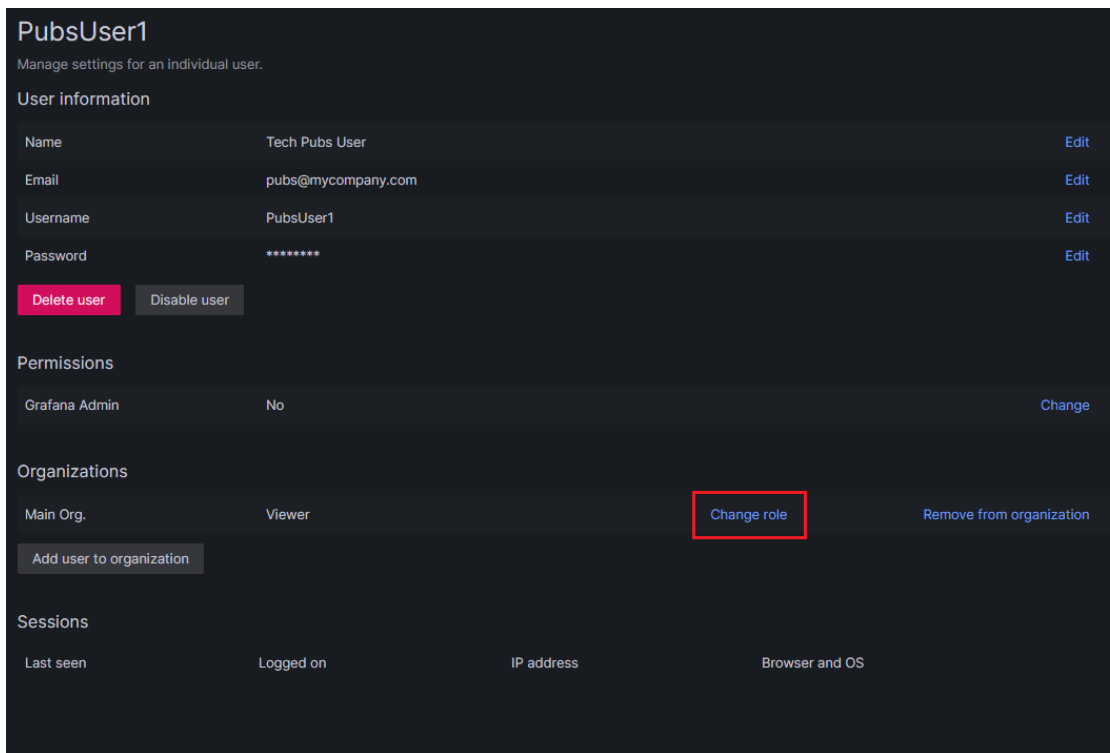 PubsUser1
Manage settings for an individual user.
User information
Name Tech Pubs User Edit
Email pubs@mycompany.com Edit
Username PubsUser1 Edit
Password ******** Edit
Delete user Disable user
Permissions
Grafana Admin No Change
Organizations
Main Org. Viewer Change role Remove from organization
Add user to organization
Sessions
Last seen Logged on IP address Browser and OS